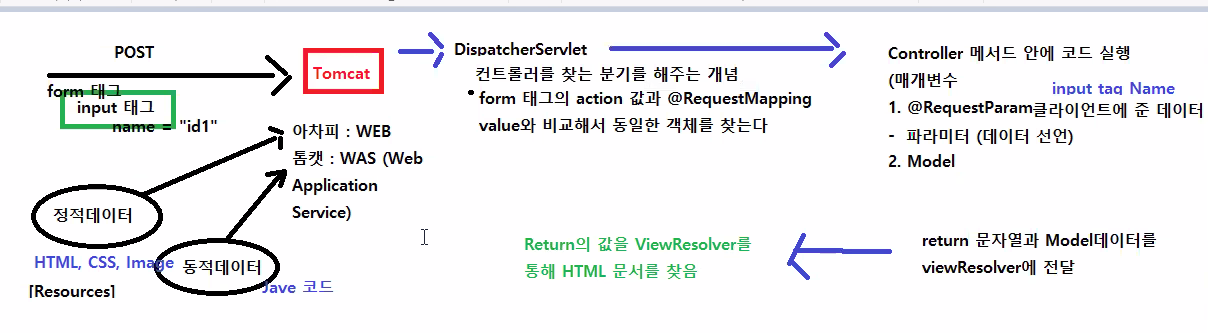 POST
form 태그
input 태그
name = "id1"
Tomcat
아차피 : WEB
톰캣 : WAS (Web
Application
Service)
정적데이터
HTML, CSS, Image
[Resources]
동적데이터
Jave 코드
DispatcherServlet
컨트롤러를 찾는 분기를 해주는 개념
• form 태그의 action 값과 @RequestMapping
value와 비교해서 동일한 객체를 찾는다
Controller 메서드 안에 코드 실행
(매개변수
input tag Name
1. @RequestParam클라이언트에 준 데이터
- 파라미터 (데이터 선언)
2. Model
return 문자열과 Model데이터를
viewResolver에 전달
Return의 값을 ViewResolver를
통해 HTML 문서를 찾음